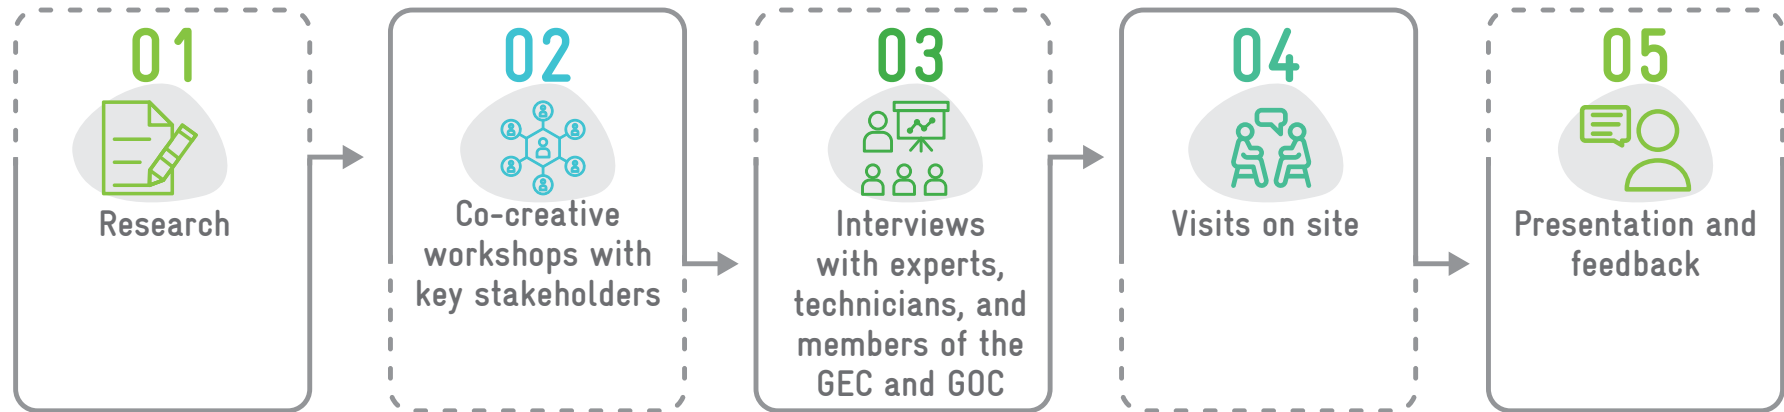 01
Research
02
Co-creative
workshops with
key stakeholders
03
Interviews
with experts,
technicians, and
members of the
GEC and GOC
04
Visits on site
05
Presentation and
feedback